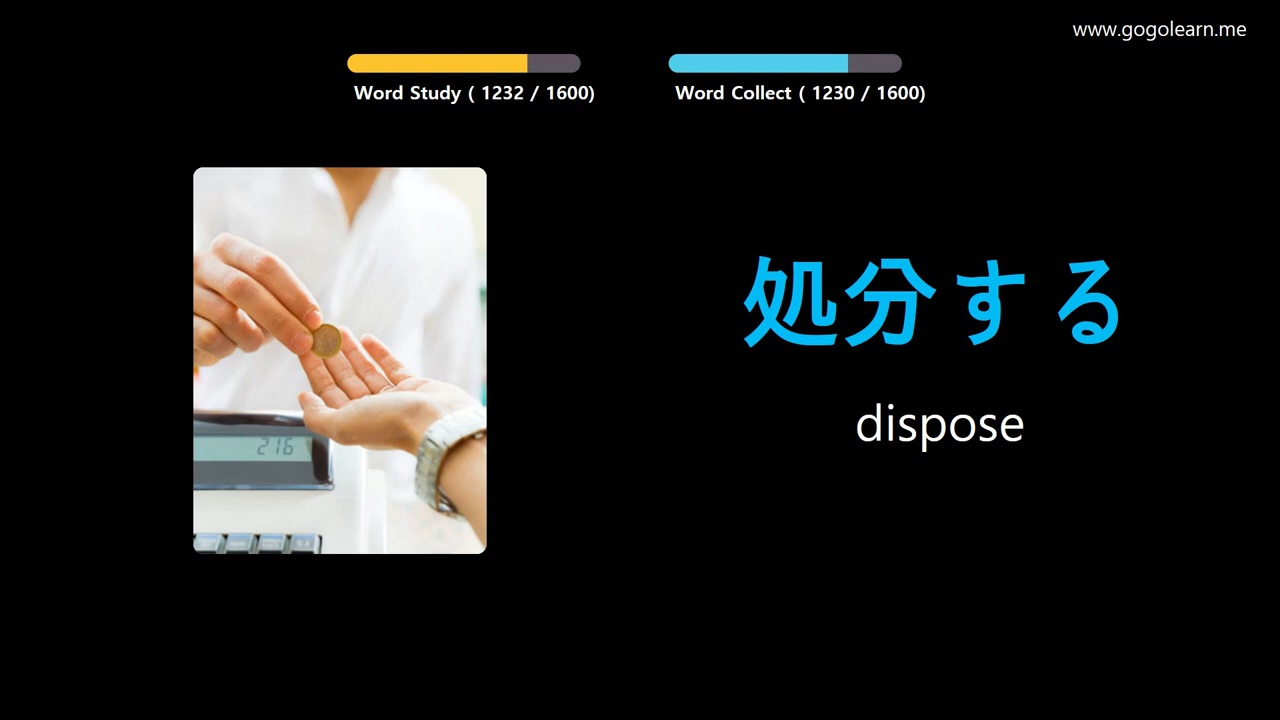 www.gogolearn.me
Word Study ( 1232 / 1600)
Word Collect ( 1230 / 1600)
処分する
dispose
216